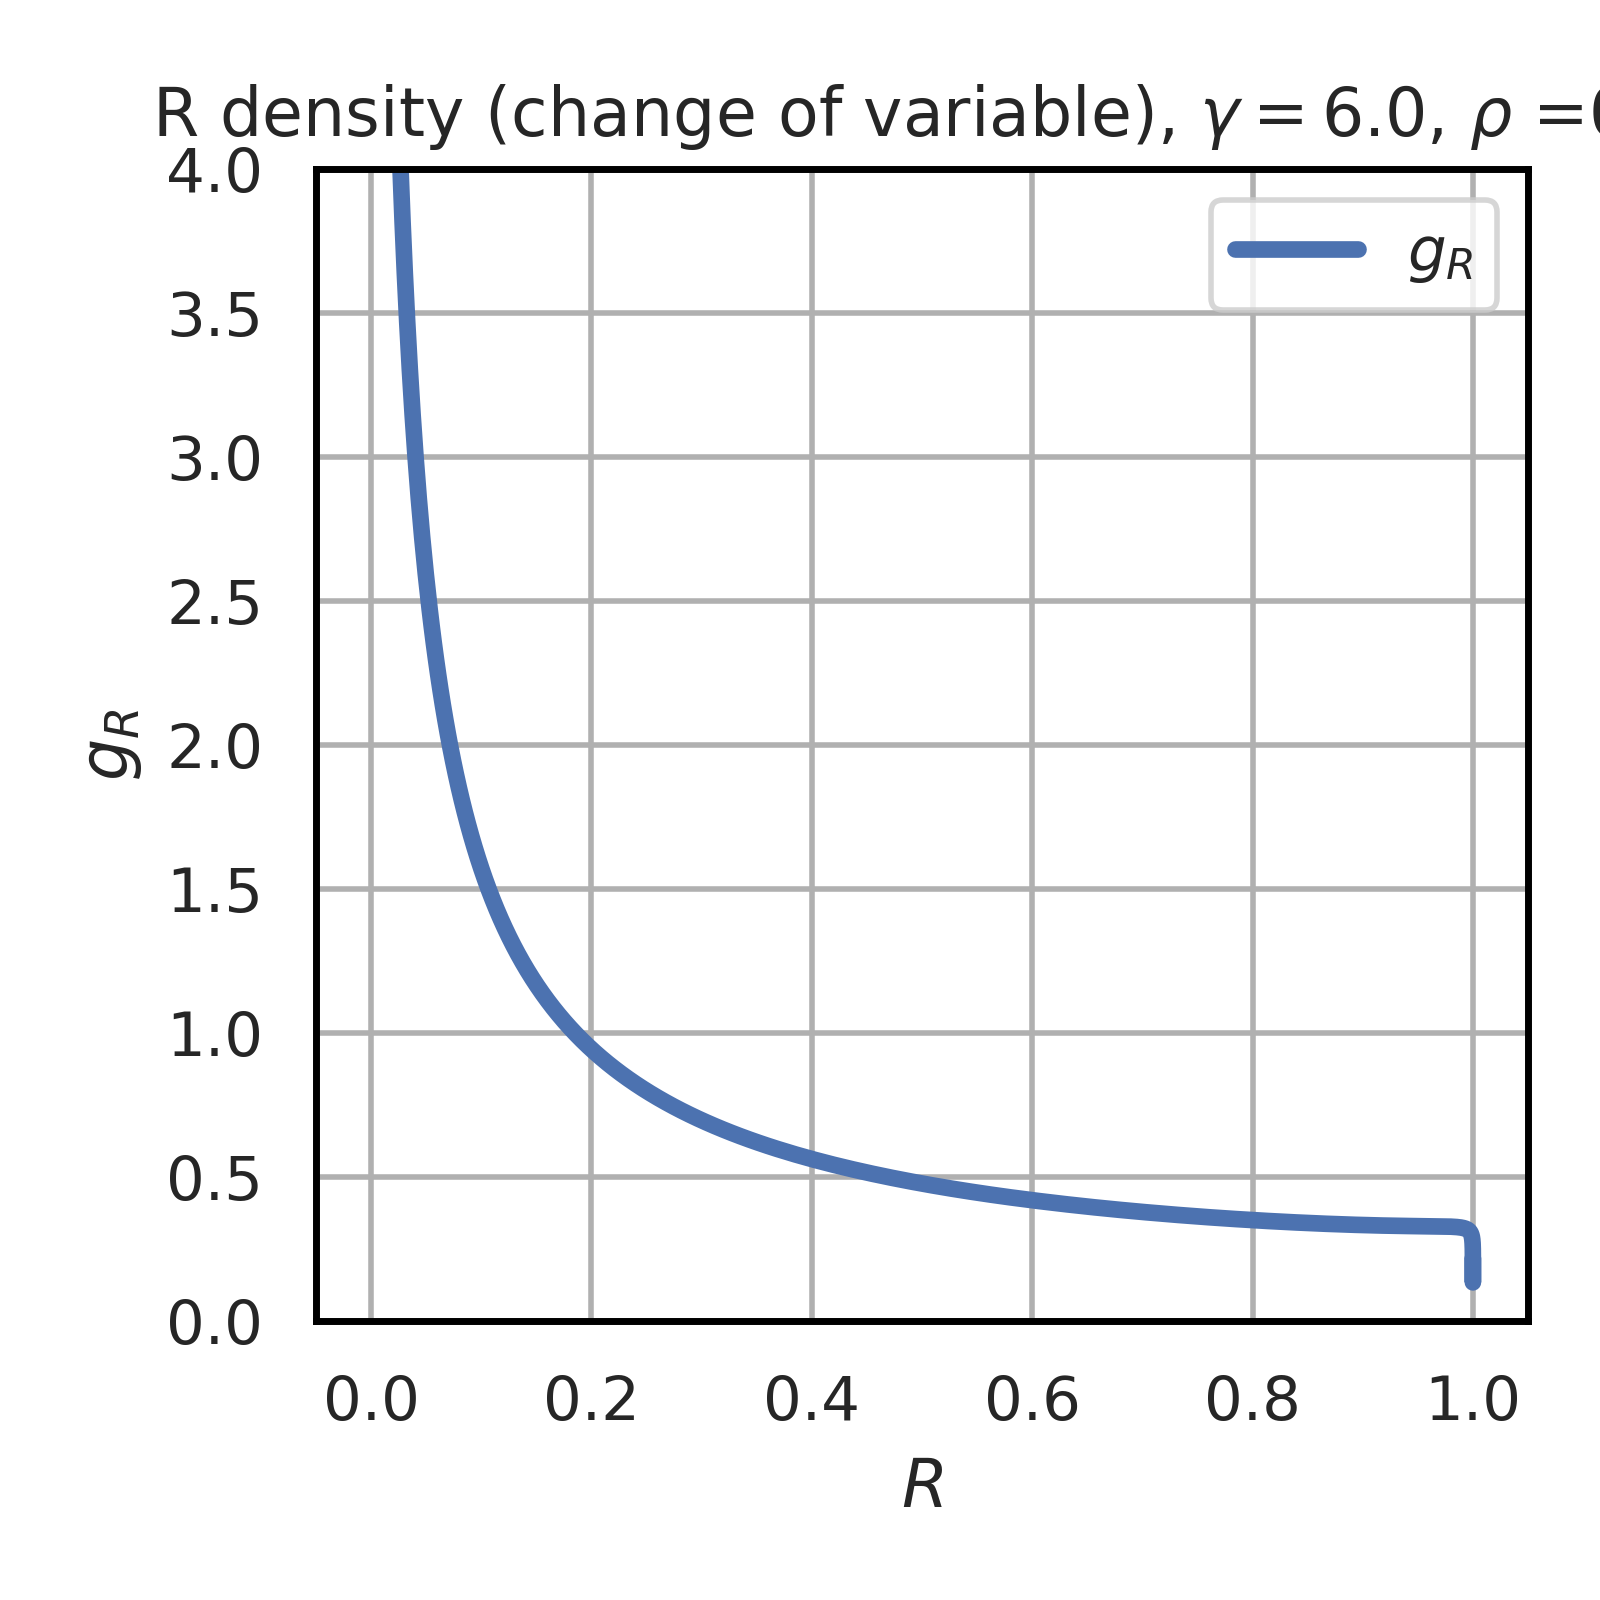 R density (change of variable), γ = 6.0, ρ =
4.0
3.5
3.0
2.5
2.0
1.5
1.0
0.5
0.0
g_R
g_R
0.0 0.2 0.4 0.6 0.8 1.0
R